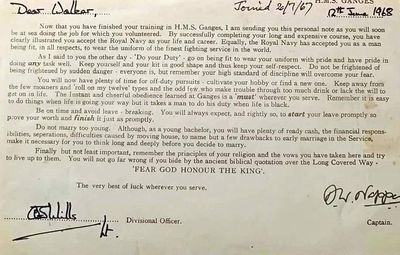 H.M.S. GANGES
Dear Walker,
Joined 26/7/67
12th June 1968
Now that you have finished your training in H.M.S. Ganges, I am sending you this personal note as you will soon
be at sea doing the job for which you volunteered. By successfully completing your long and expensive course, you have
clearly illustrated you accept the Royal Navy as your life and career. Equally, the Royal Navy has accepted you as a man
being fit, in all respects, to wear the uniform of the finest fighting service in the world.
As I said to you the other day - 'Do your Duty' - go on being fit to wear your uniform with pride and have pride in
doing any task well. Keep yourself and your kit in good shape and thus keep your self-respect. Do not be frightened of
being frightened by sudden danger - everyone is, but remember your high standard of discipline will overcome your fear.
You will now have plenty of time for off-duty pursuits - cultivate your hobby or find a new one. Keep away from
the few moaners and 'roll on my twelve' types and the odd few who make trouble through too much drink or lack the will to
get on in life. The instant and cheerful obedience learned at Ganges is a 'must' wherever you serve. Remember it is easy
to do things when life is going your way but it takes a man to do his duty when life is black.
Be on time and avoid leave - breaking. You will always expect, and rightly so, to start your leave promptly so
prove your worth and finish it just as promptly.
Do not marry too young. Although, as a young bachelor, you will have plenty of ready cash, the financial respons-
ibilities, seperations, difficulties caused by moving house, to name but a few drawbacks to early marriage in the Service,
make it necessary for you to think long and deeply before you decide to marry.
Finally but not least important, remember the principles of your religion and the vows you have taken here and try
to live up to them. You will not go far wrong if you bide by the ancient biblical quotation over the Long Covered Way -
'FEAR GOD HONOUR THE KING'.
The very best of luck wherever you serve.
Wills
Lt.
Divisional Officer.
Captain.